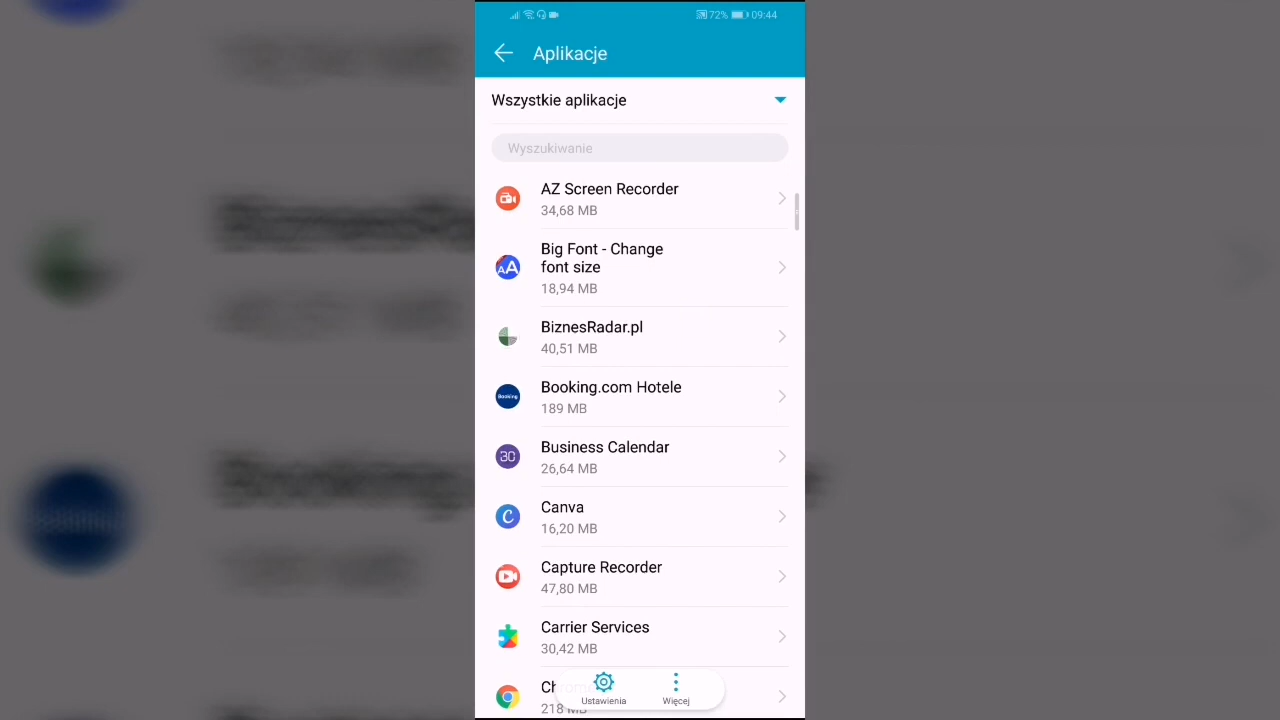 72% 09:44
Aplikacje
Wszystkie aplikacje
Wyszukiwanie
AZ Screen Recorder
34,68 MB
Big Font - Change
font size
18,94 MB
BiznesRadar.pl
40,51 MB
Booking.com Hotele
Booking
189 MB
Business Calendar
30
26,64 MB
Canva
16,20 MB
Capture Recorder
47,80 MB
Carrier Services
30,42 MB
218 MB
Ustawienia
Więcej